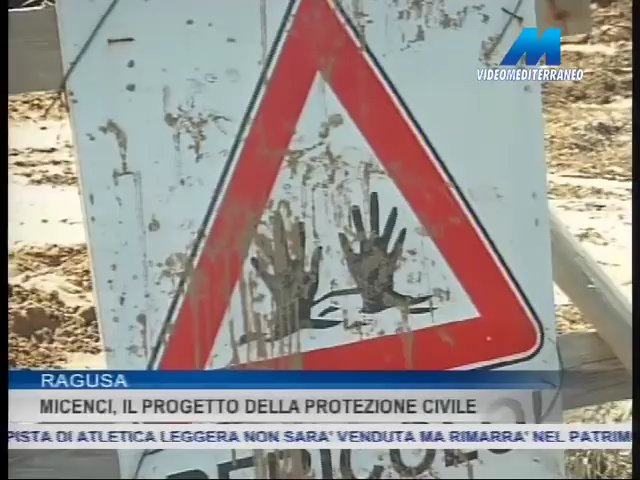 M
VIDEOMEDITERRANEO
RAGUSA
MICENCI, IL PROGETTO DELLA PROTEZIONE CIVILE
PISTA DI ATLETICA LEGGERA NON SARA' VENDUTA MA RIMARRA' NEL PATRIM
PERICOLO